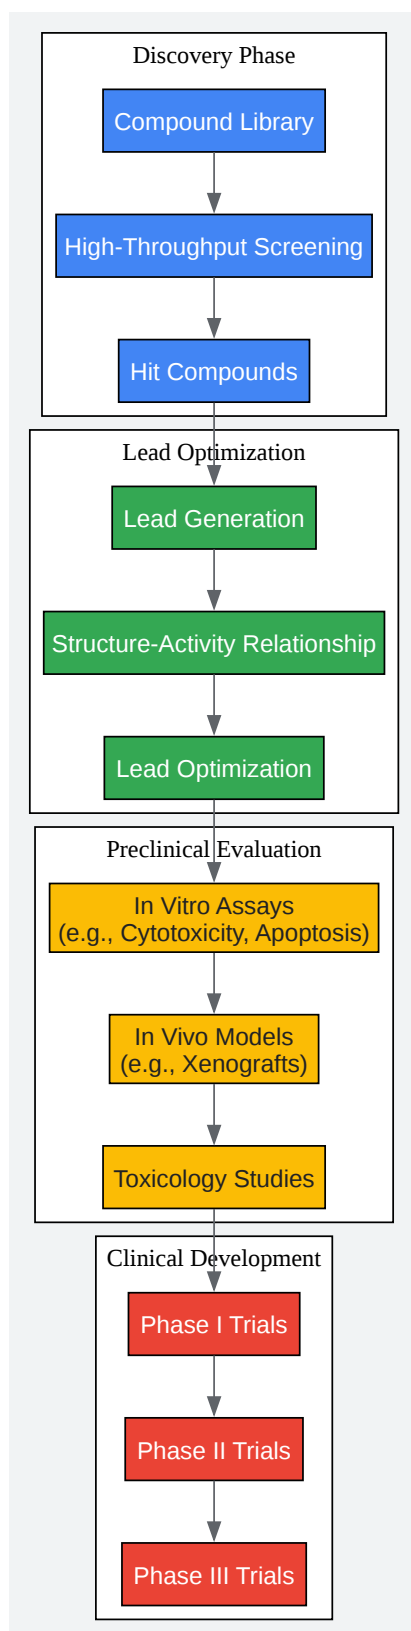 Discovery Phase
Compound Library
High-Throughput Screening
Hit Compounds
Lead Optimization
Lead Generation
Structure-Activity Relationship
Lead Optimization
Preclinical Evaluation
In Vitro Assays
(e.g., Cytotoxicity, Apoptosis)
In Vivo Models
(e.g., Xenografts)
Toxicology Studies
Clinical Development
Phase I Trials
Phase II Trials
Phase III Trials